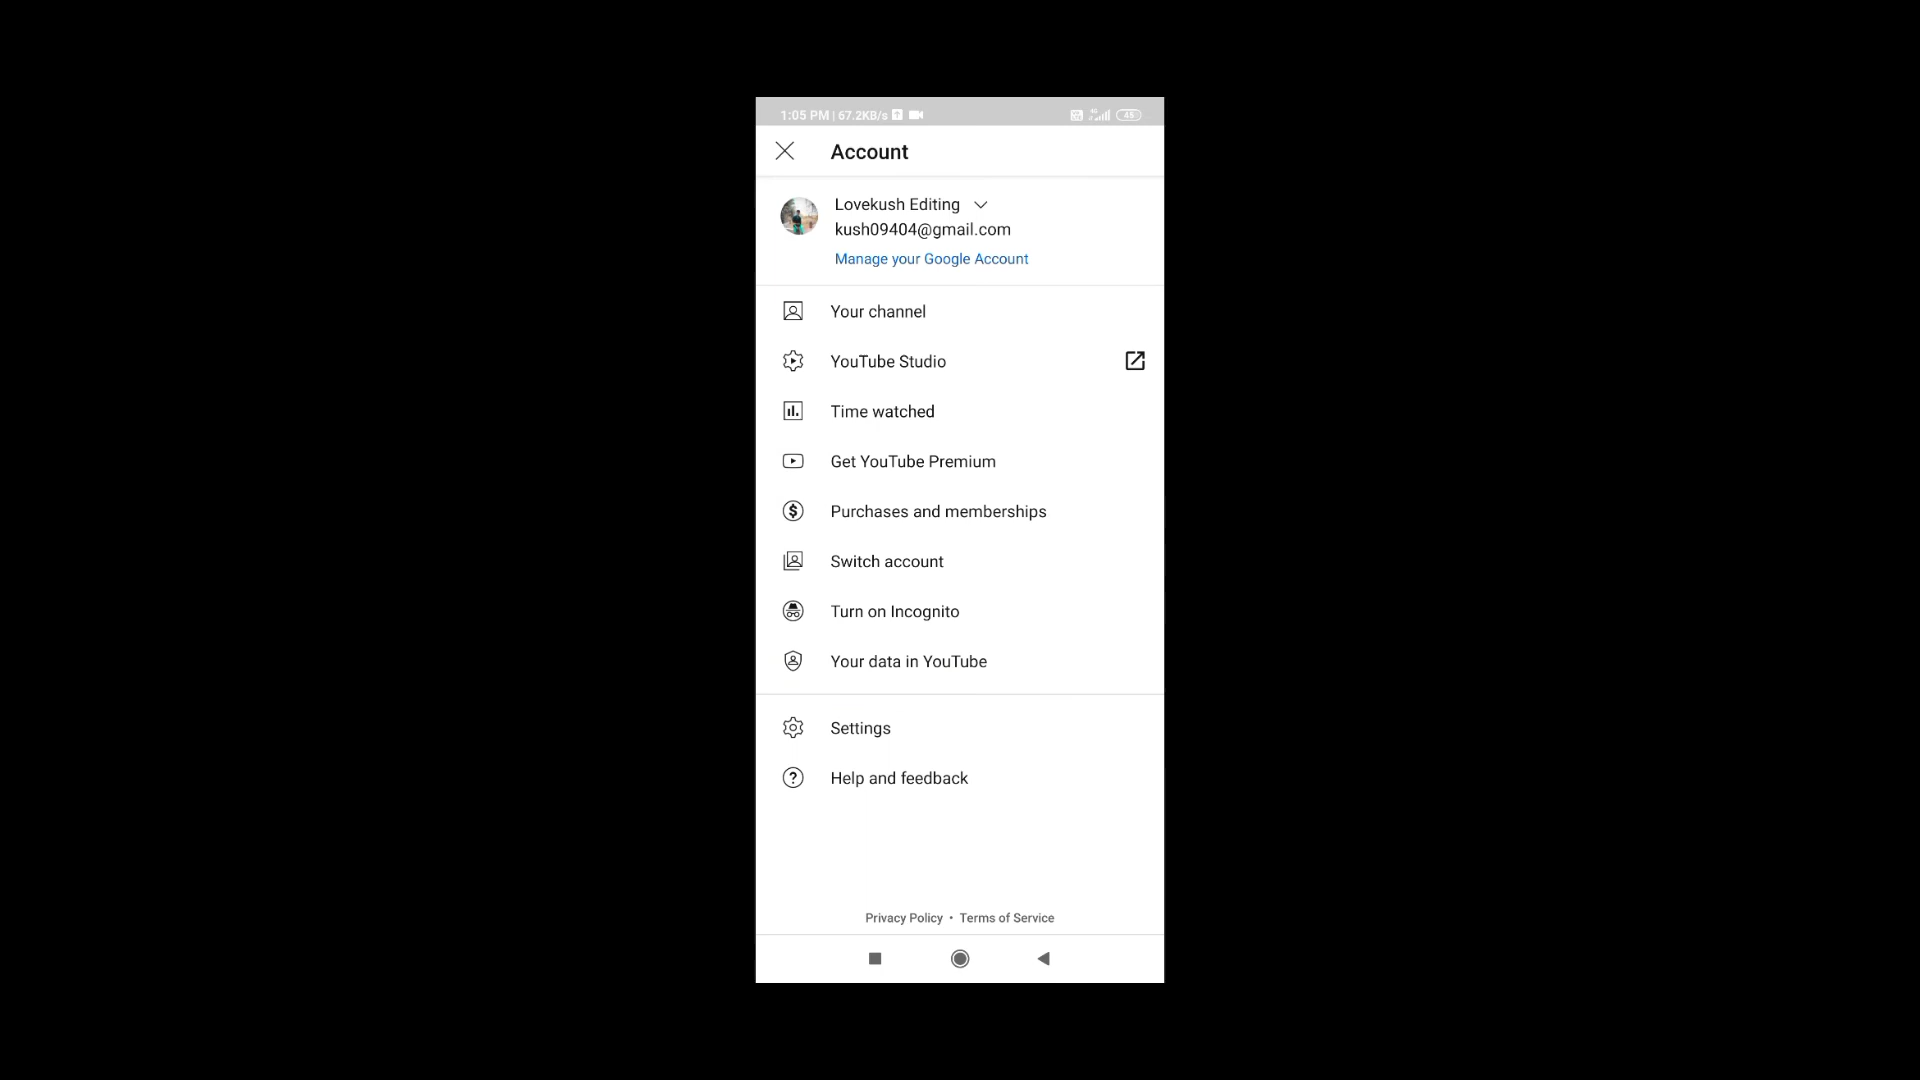 1:05 PM | 67.2KB/s
4G 45
Account
Lovekush Editing
kush09404@gmail.com
Manage your Google Account
Your channel
YouTube Studio
Time watched
Get YouTube Premium
Purchases and memberships
Switch account
Turn on Incognito
Your data in YouTube
Settings
Help and feedback
Privacy Policy • Terms of Service